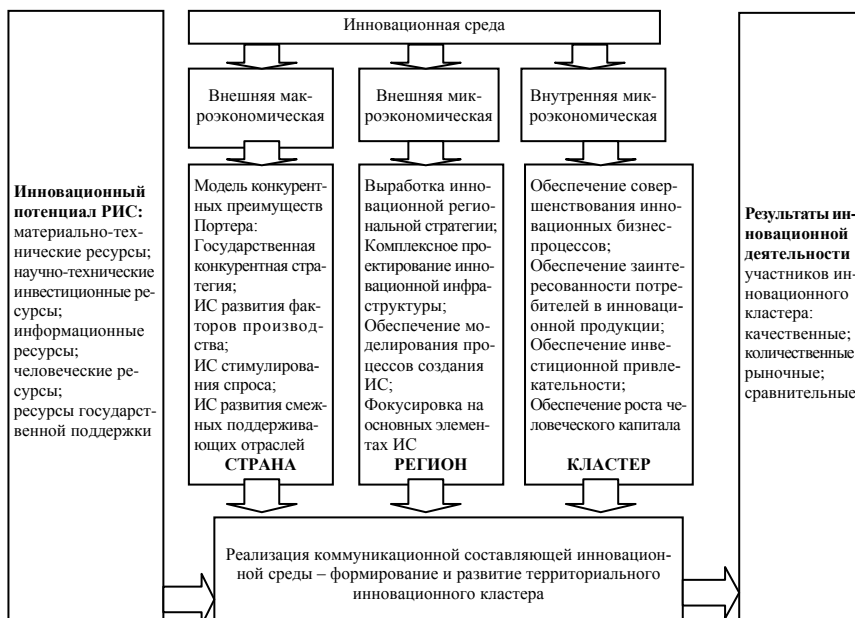 Инновационная среда
Внешняя мак-
роэкономическая
Внешняя мик-
роэкономическая
Внутренняя мик-
роэкономическая
Инновационный
потенциал РИС:
материально-тех-
нические ресурсы;
научно-технические
инвестиционные ре-
сурсы;
информационные
ресурсы;
человеческие ре-
сурсы;
ресурсы государст-
венной поддержки
Модель конкурент-
ных преимуществ
Портера:
Государственная
конкурентная стра-
тегия;
ИС развития фак-
торов производ-
ства;
ИС стимулирова-
ния спроса;
ИС развития смеж-
ных поддержива-
ющих отраслей
СТРАНА
Выработка инно-
вационной регио-
нальной стратегии;
Комплексное про-
ектирование инно-
вационной инфра-
структуры;
Обеспечение мо-
делирования про-
цессов создания
ИС;
Фокусировка на
основных элемен-
тах ИС
РЕГИОН
Обеспечение совер-
шенствования инно-
вационных бизнес-
процессов;
Обеспечение заинте-
ресованности потре-
бителей в инноваци-
онной продукции;
Обеспечение инве-
стиционной привле-
кательности;
Обеспечение роста че-
ловеческого капитала
КЛАСТЕР
Результаты ин-
новационной
деятельности
участников ин-
новационного
кластера:
качественные;
количественные
рыночные;
сравнительные
Реализация коммуникационной составляющей инновацион-
ной среды – формирование и развитие территориального
инновационного кластера